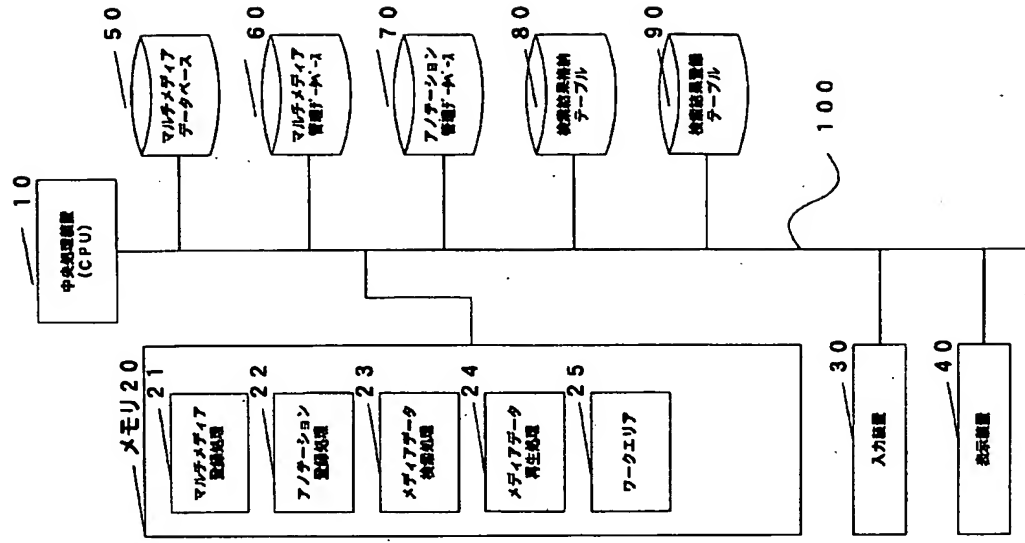 10
中央処理装置
(CPU)
メモリ20
21
マルチメディア
登録処理
22
アノテーション
登録処理
23
メディアデータ
検索処理
24
メディアデータ
再生処理
25
ワークエリア
30
入力装置
40
表示装置
50
マルチメディア
データベース
60
マルチメディア
管理データベース
70
アノテーション
管理データベース
80
検索結果格納
テーブル
90
検索結果登録
テーブル
100